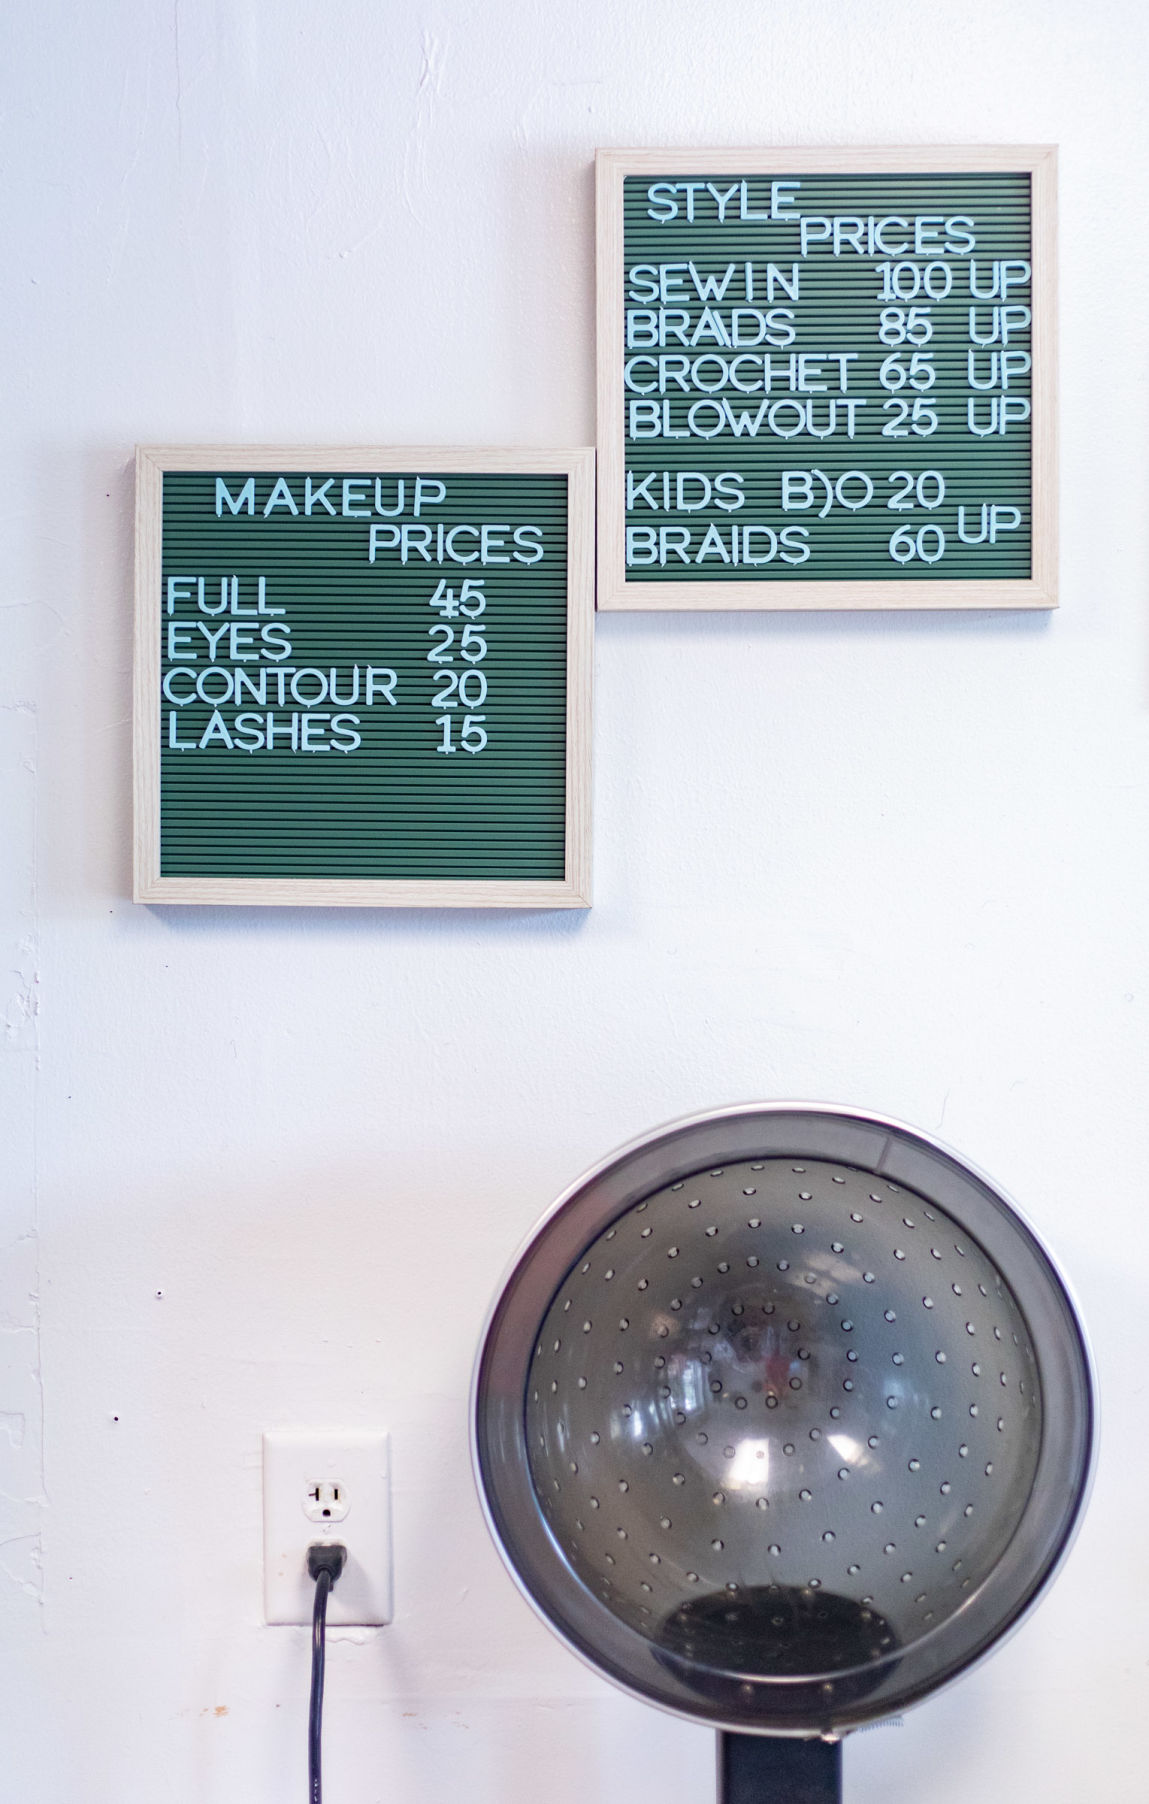 STYLE
PRICES
SEWIN 100 UP
BRAIDS 85 UP
CROCHET 65 UP
BLOWOUT 25 UP
KIDS B)O 20
UP
BRAIDS 60
MAKEUP
PRICES
FULL 45
EYES 25
CONTOUR 20
LASHES 15